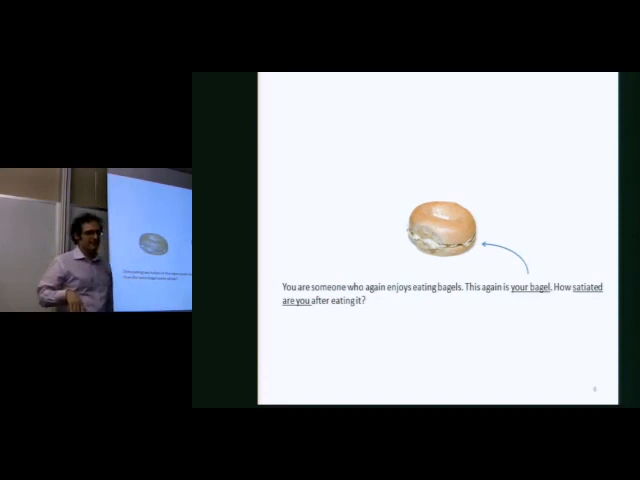 You are someone who again enjoys eating bagels. This again is your bagel. How satiated
are you after eating it?